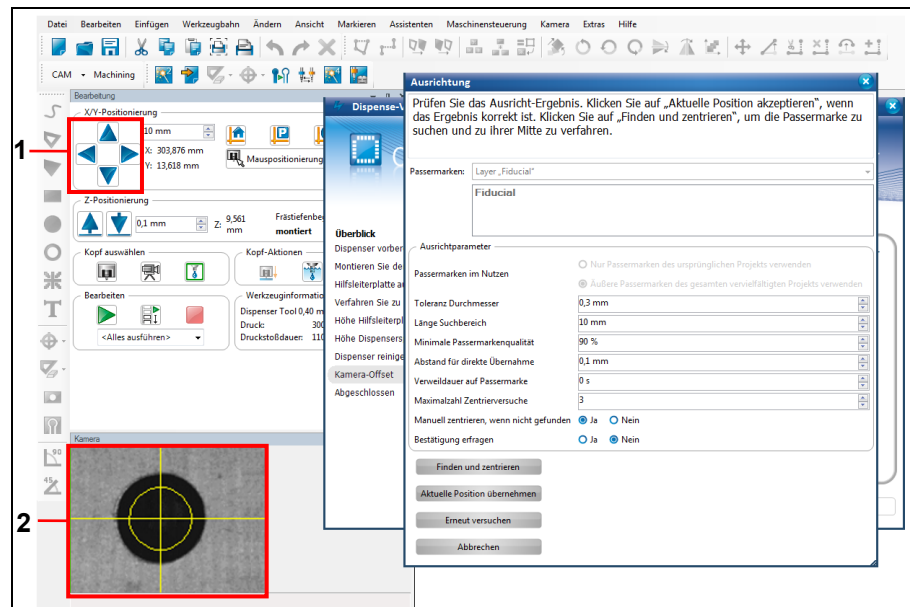 Datei Bearbeiten Einfügen Werkzeugbahn Ändern Ansicht Markieren Assistenten Maschinensteuerung Kamera Extras Hilfe
CAM Machining
Bearbeitung
X/Y-Positionierung
10 mm
X: 303,876 mm
Y: 13,618 mm
Mauspositionierung
1
Z-Positionierung
0,1 mm
Z: 9,561 mm
Frästiefenbe
montiert
Kopf auswählen
Kopf-Aktionen
Bearbeiten
<Alles ausführen>
Werkzeuginformatio
Dispenser Tool 0,40 m
Druck: 300
Druckstoßdauer: 110
Kamera
2
90
45
Dispense-V
Überblick
Dispenser vorber
Montieren Sie de
Hilfsleiterplatte a
Verfahren Sie zu
Höhe Hilfsleiterpl
Höhe Dispensers
Dispenser reinige
Kamera-Offset
Abgeschlossen
Ausrichtung
Prüfen Sie das Ausricht-Ergebnis. Klicken Sie auf „Aktuelle Position akzeptieren“, wenn
das Ergebnis korrekt ist. Klicken Sie auf „Finden und zentrieren“, um die Passermarke zu
suchen und zu ihrer Mitte zu verfahren.
Passermarken: Layer „Fiducial“
Fiducial
Ausrichtparameter
Passermarken im Nutzen
Nur Passermarken des ursprünglichen Projekts verwenden
Äußere Passermarken des gesamten vervielfältigten Projekts verwenden
Toleranz Durchmesser 0,3 mm
Länge Suchbereich 10 mm
Minimale Passermarkenqualität 90 %
Abstand für direkte Übernahme 0,1 mm
Verweildauer auf Passermarke 0 s
Maximalzahl Zentrierversuche 3
Manuell zentrieren, wenn nicht gefunden Ja Nein
Bestätigung erfragen Ja Nein
Finden und zentrieren
Aktuelle Position übernehmen
Erneut versuchen
Abbrechen